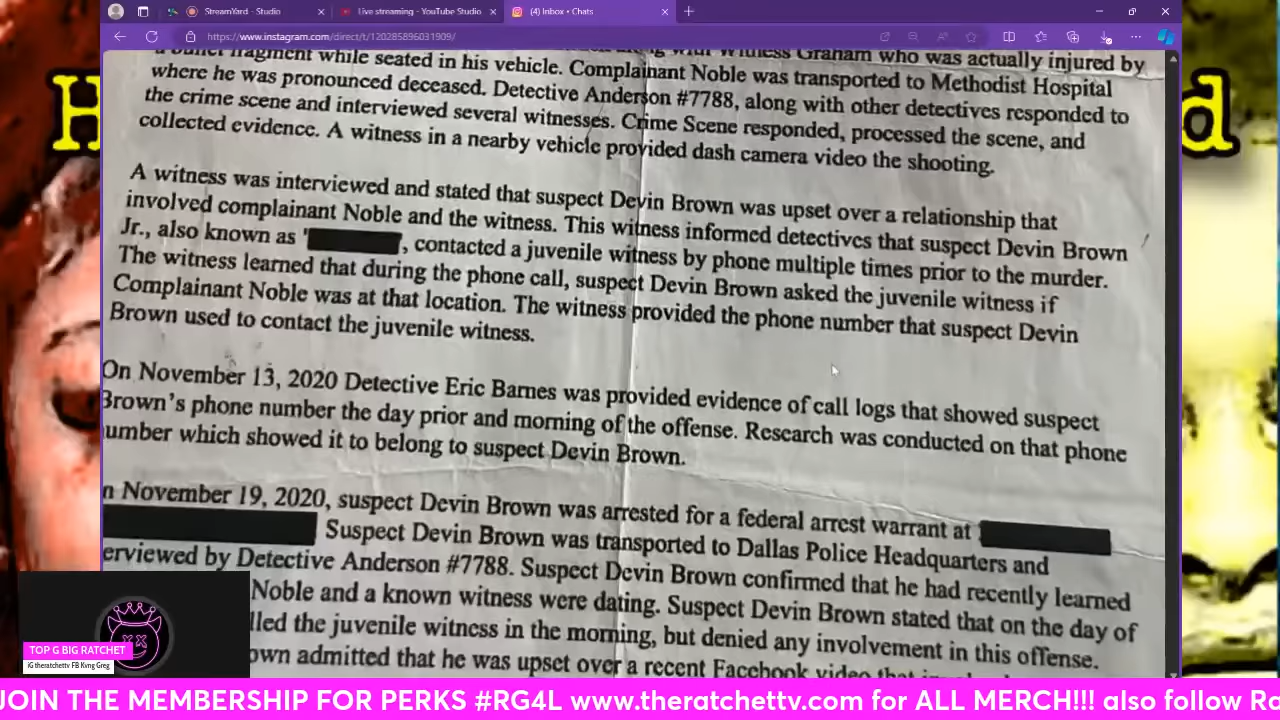 StreamYard - Studio
Live streaming - YouTube Studio
(4) Inbox • Chats
https://www.instagram.com/direct/t/120285896031909/
H
d
fragment while seated in his vehicle. Complainant Noble was transported to Methodist Hospital
with Witness Graham who was actually injured by
where he was pronounced deceased. Detective Anderson #7788, along with other detectives responded to
the crime scene and interviewed several witnesses. Crime Scene responded, processed the scene, and
collected evidence. A witness in a nearby vehicle provided dash camera video the shooting.
A witness was interviewed and stated that suspect Devin Brown was upset over a relationship that
involved complainant Noble and the witness. This witness informed detectives that suspect Devin Brown
Jr., also known as ', contacted a juvenile witness by phone multiple times prior to the murder.
The witness learned that during the phone call, suspect Devin Brown asked the juvenile witness if
Complainant Noble was at that location. The witness provided the phone number that suspect Devin
Brown used to contact the juvenile witness.
On November 13, 2020 Detective Eric Barnes was provided evidence of call logs that showed suspect
Brown's phone number the day prior and morning of the offense. Research was conducted on that phone
umber which showed it to belong to suspect Devin Brown.
n November 19, 2020, suspect Devin Brown was arrested for a federal arrest warrant at
Suspect Devin Brown was transported to Dallas Police Headquarters and
erviewed by Detective Anderson #7788. Suspect Devin Brown confirmed that he had recently learned
Noble and a known witness were dating. Suspect Devin Brown stated that on the day of
lled the juvenile witness in the morning, but denied any involvement in this offense.
own admitted that he was upset over a recent Facebook video that
TOP G BIG RATCHET
IG theratchettv FB Kvng Greg
JOIN THE MEMBERSHIP FOR PERKS #RG4L www.theratchettv.com for ALL MERCH!!! also follow Ra